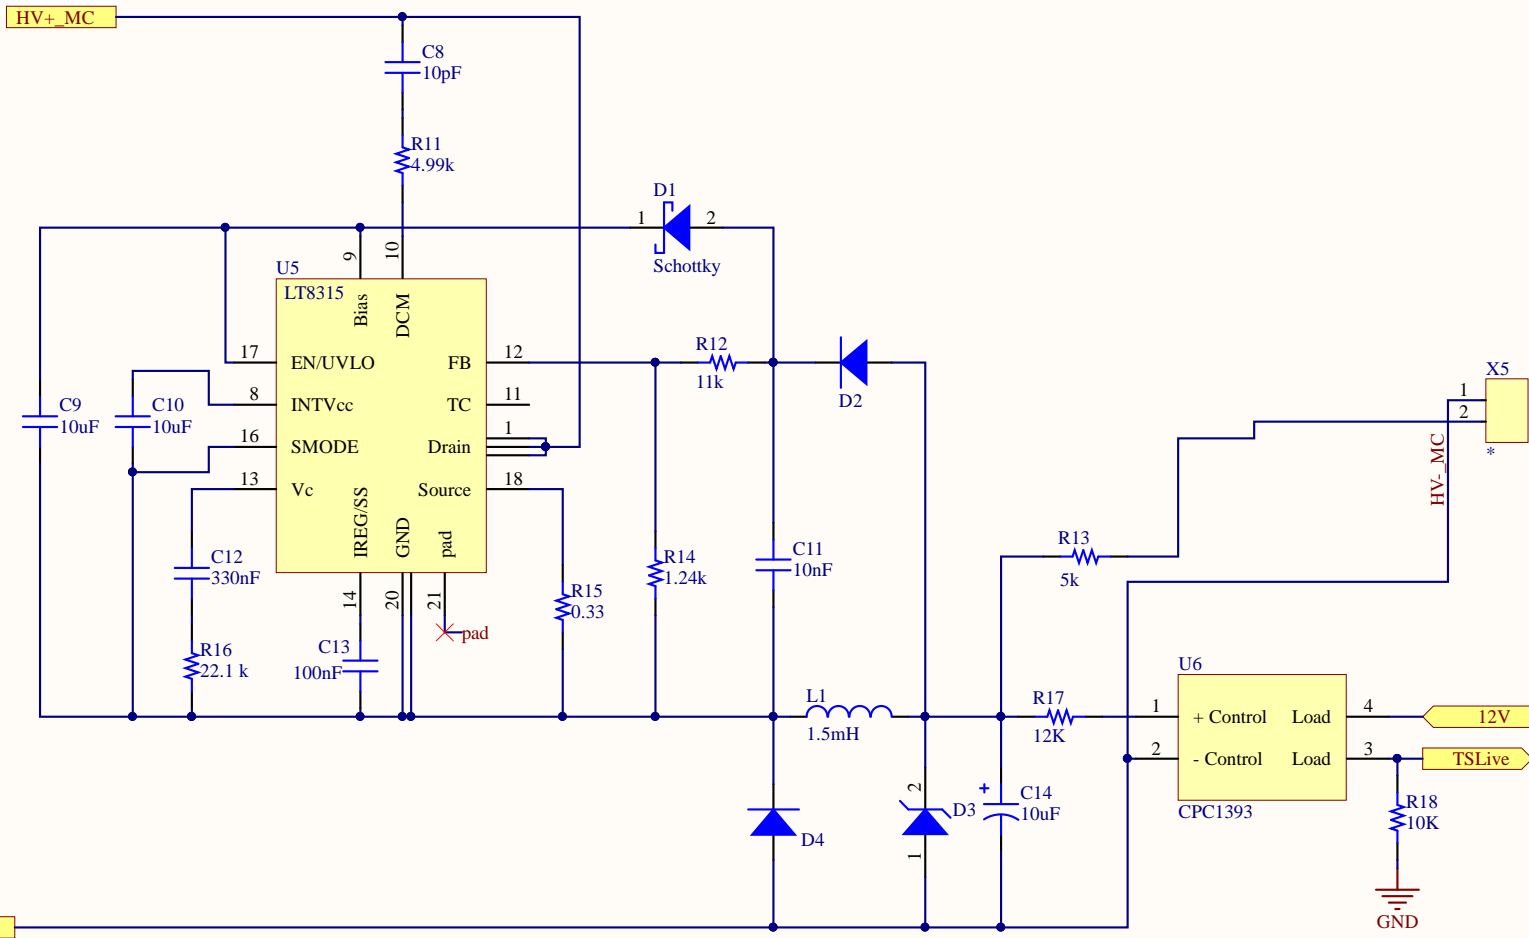 HV+_MC
C8
10pF
R11
4.99k
D1
1
2
Schottky
9
10
U5
LT8315
Bias
DCM
17
EN/UVLO
FB
12
R12
11k
D2
X5
1
2
*
HV-_MC
C9
10uF
C10
10uF
8
INTVcc
TC
11
16
SMODE
Drain
1
13
Vc
Source
18
IREG/SS
GND
pad
14
20
21
pad
C12
330nF
R16
22.1 k
C13
100nF
R15
0.33
R14
1.24k
C11
10nF
R13
5k
L1
1.5mH
R17
12K
U6
1
+ Control
Load
4
12V
2
- Control
Load
3
TSLive
CPC1393
R18
10K
GND
D4
2
D3
1
+
C14
10uF